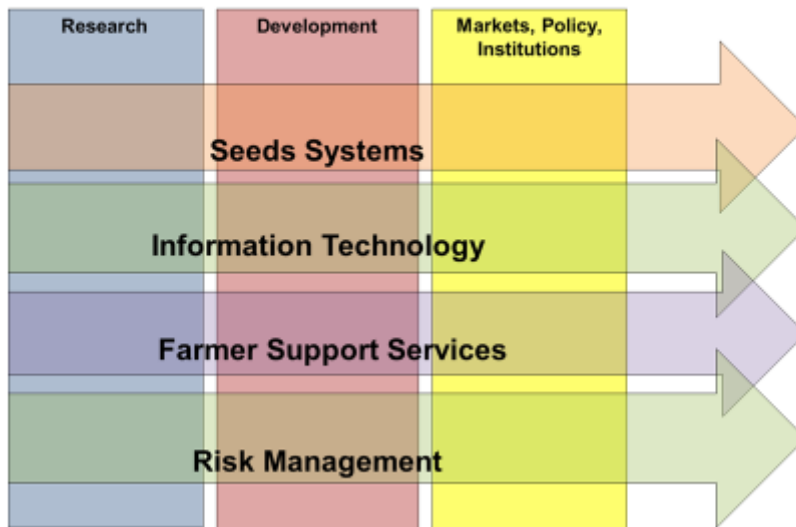 Research
Development
Markets, Policy,
Institutions
Seeds Systems
Information Technology
Farmer Support Services
Risk Management